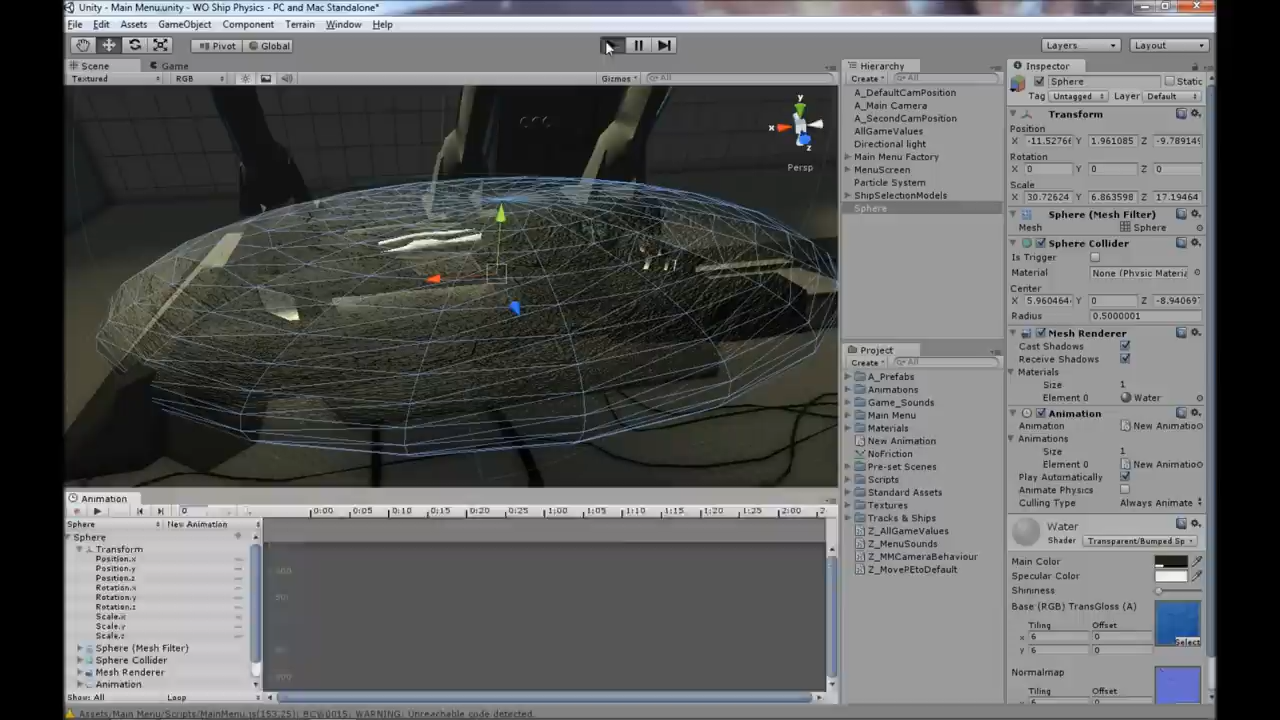 Unity - Main Menu.unity - WO Ship Physics - PC and Mac Standalone*
File Edit Assets GameObject Component Terrain Window Help
Pivot Global Layers Layout
Scene Game
Textured RGB Gizmos All
y
x
z
Persp
Hierarchy
Create All
A_DefaultCamPosition
A_Main Camera
A_SecondCamPosition
AllGameValues
Directional light
Main Menu Factory
MenuScreen
Particle System
ShipSelectionModels
Sphere
Project
Create All
A_Prefabs
Animations
Game_Sounds
Main Menu
Materials
New Animation
NoFriction
Pre-set Scenes
Scripts
Standard Assets
Textures
Tracks & Ships
Z_AllGameValues
Z_MenuSounds
Z_MMCameraBehaviour
Z_MovePEtoDefault
Inspector
Sphere Static
Tag Untagged Layer Default
Transform
Position
X -11.5276 Y 1.961085 Z -9.789149
Rotation
X 0 Y 0 Z 0
Scale
X 30.72624 Y 6.863598 Z 17.19464
Sphere (Mesh Filter)
Mesh Sphere
Sphere Collider
Is Trigger
Material None (Physic Materia
Center
X 5.960464 Y 0 Z -8.940697
Radius 0.5000001
Mesh Renderer
Cast Shadows
Receive Shadows
Materials
Size 1
Element 0 Water
Animation
Animation New Animatio
Animations
Size 1
Element 0 New Animatio
Play Automatically
Animate Physics
Culling Type Always Animate
Water
Shader Transparent/Bumped Sp
Main Color
Specular Color
Shininess
Base (RGB) TransGloss (A)
Tiling Offset
x 6 0
y 6 0
Select
Normalmap
Tiling Offset
Animation
0 0:00 0:05 0:10 0:15 0:20 0:25 1:00 1:05 1:10 1:15 1:20 1:25 2:00 2
Sphere New Animation
Sphere
Transform
Position.x
Position.y
Position.z
Rotation.x
Rotation.y
Rotation.z
Scale.x
Scale.y
Scale.z
Sphere (Mesh Filter)
Sphere Collider
Mesh Renderer
Animation
Show: All Loop
Assets/Main Menu/Scripts/MainMenu.js(153,25): BCW0015: WARNING: Unreachable code detected.